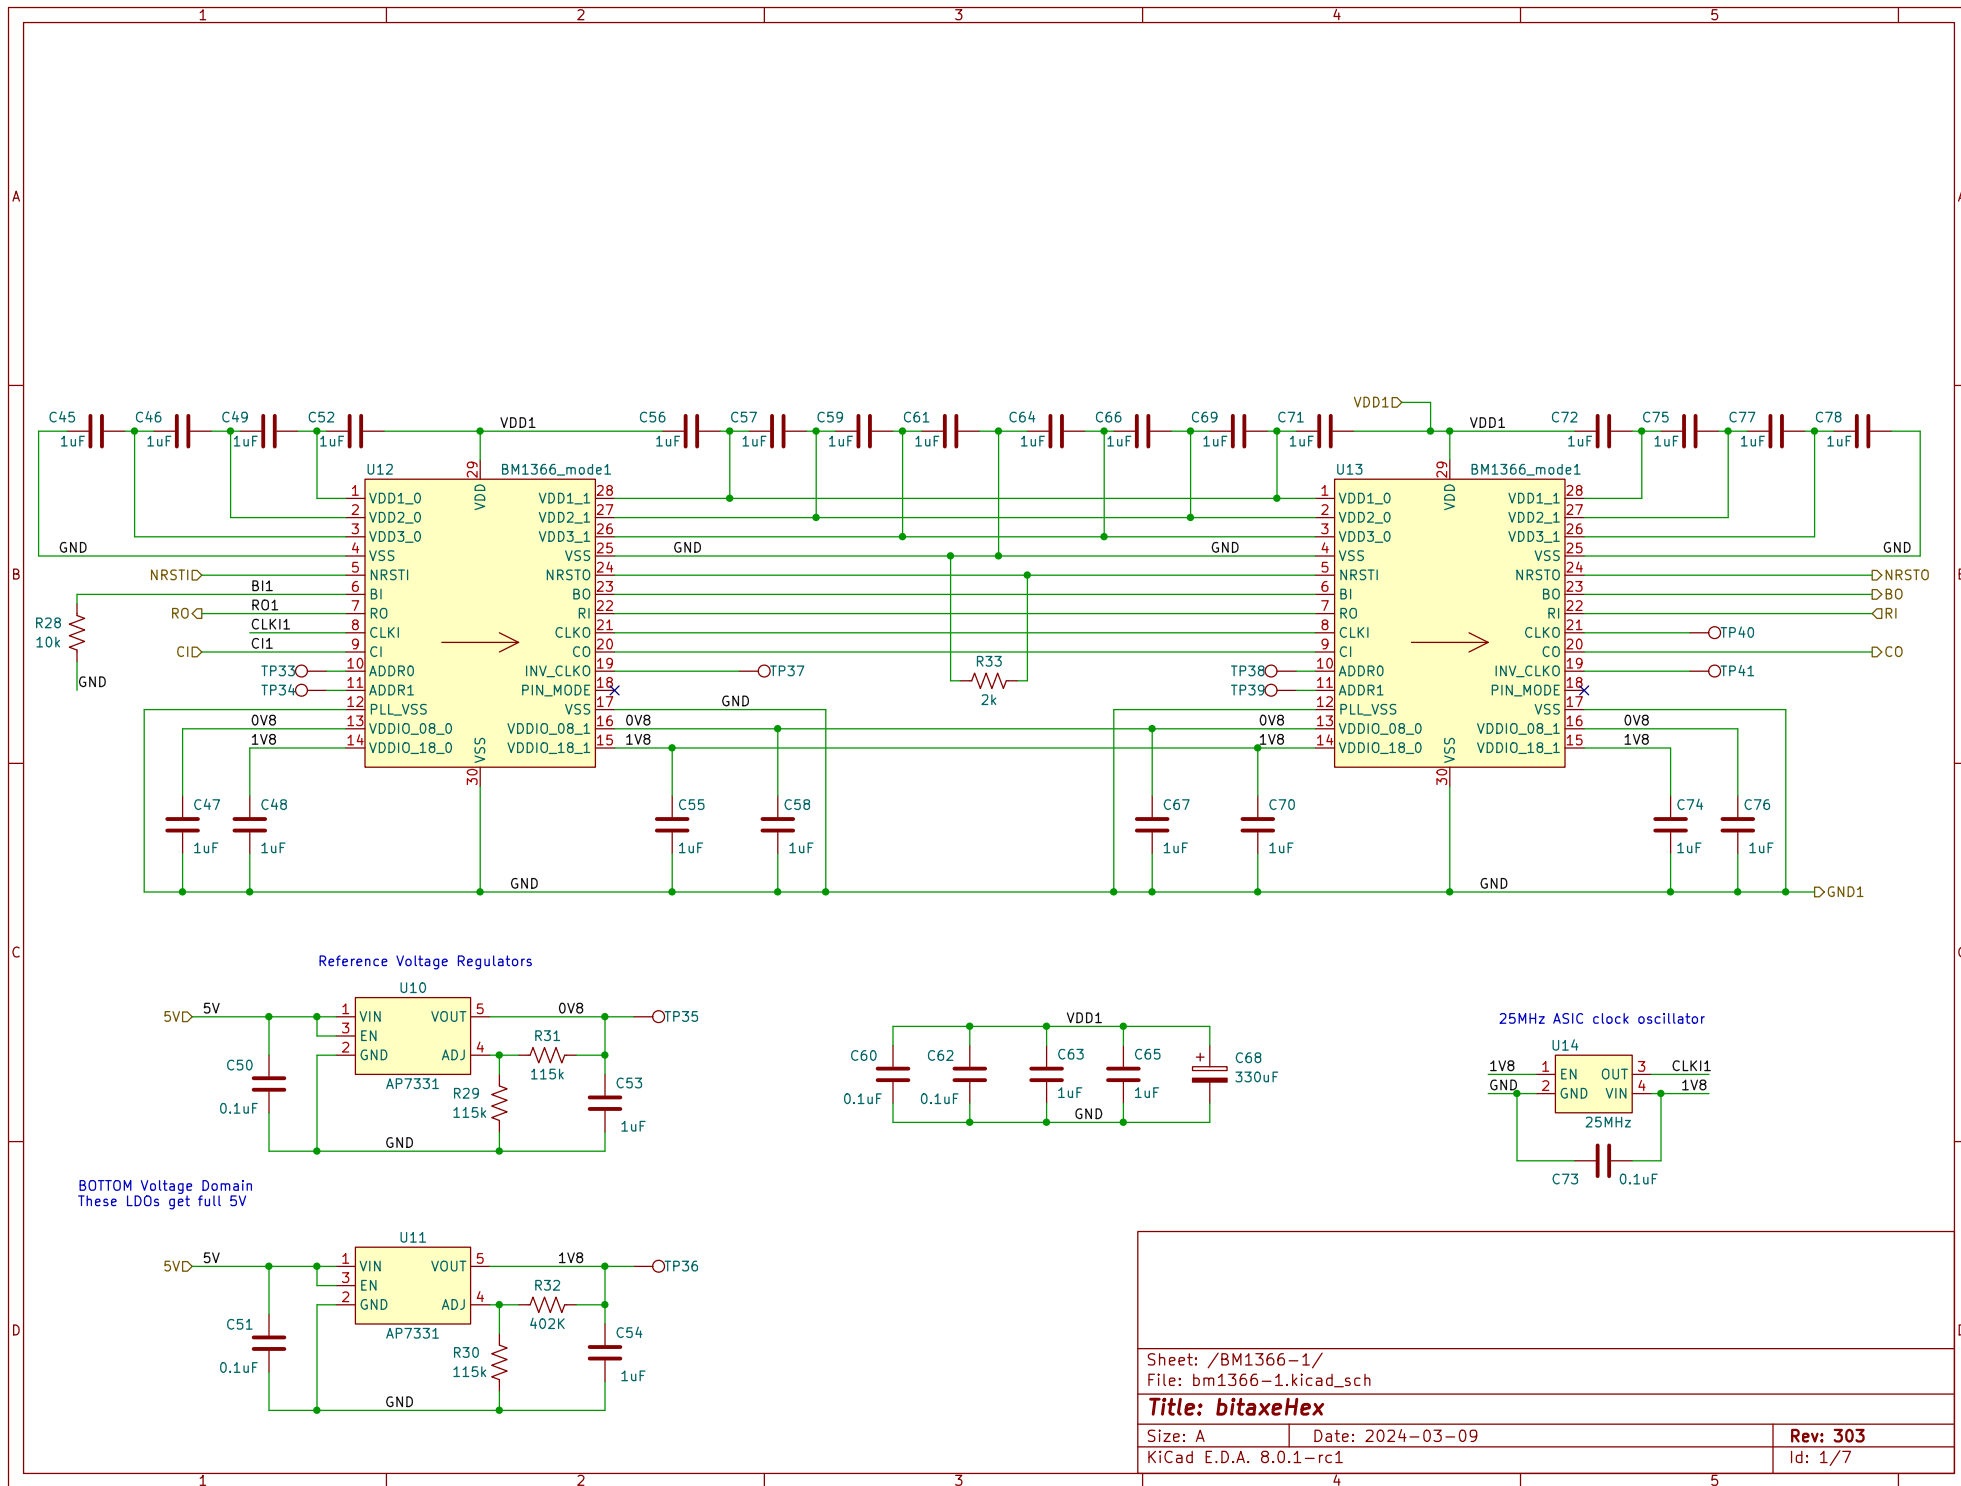 1 2 3 4 5
A
VDD1
C45 C46 C49 C52 VDD1 C56 C57 C59 C61 C64 C66 C69 C71 VDD1 C72 C75 C77 C78
1uF 1uF 1uF 1uF 1uF 1uF 1uF 1uF 1uF 1uF 1uF 1uF 1uF 1uF 1uF 1uF
U12 29 BM1366_mode1 U13 29 BM1366_mode1
1 VDD1_0 VDD VDD1_1 28 1 VDD1_0 VDD VDD1_1 28
2 VDD2_0 VDD2_1 27 2 VDD2_0 VDD2_1 27
3 VDD3_0 VDD3_1 26 3 VDD3_0 VDD3_1 26
GND 4 VSS VSS 25 GND GND 4 VSS VSS 25 GND
B NRSTI 5 NRSTI NRSTO 24 5 NRSTI NRSTO 24 NRSTO
BI1 6 BI BO 23 6 BI BO 23 BO
RO RO1 7 RO RI 22 7 RO RI 22 RI
R28 CLKI1 8 CLKI CLKO 21 8 CLKI CLKO 21 TP40
10k CI CI1 9 CI CO 20 9 CI CO 20 CO
TP33 10 ADDR0 INV_CLKO 19 TP37 R33 TP38 10 ADDR0 INV_CLKO 19 TP41
GND TP34 11 ADDR1 PIN_MODE 18 2k TP39 11 ADDR1 PIN_MODE 18
12 PLL_VSS VSS 17 GND 12 PLL_VSS VSS 17
0V8 13 VDDIO_08_0 VDDIO_08_1 16 0V8 0V8 13 VDDIO_08_0 VDDIO_08_1 16 0V8
1V8 14 VDDIO_18_0 VSS VDDIO_18_1 15 1V8 1V8 14 VDDIO_18_0 VSS VDDIO_18_1 15 1V8
30 30
C47 C48 C55 C58 C67 C70 C74 C76
1uF 1uF 1uF 1uF 1uF 1uF 1uF 1uF
GND GND GND1
C
Reference Voltage Regulators
U10
5V 5V 1 VIN VOUT 5 0V8 TP35
3 EN
2 GND ADJ 4 R31
115k
AP7331
C50
0.1uF
R29
115k
C53
1uF
GND
VDD1
C60 C62 C63 C65 C68
0.1uF 0.1uF 1uF 1uF + 330uF
GND
25MHz ASIC clock oscillator
U14
1V8 1 EN OUT 3 CLKI1
GND 2 GND VIN 4 1V8
25MHz
C73 0.1uF
BOTTOM Voltage Domain
These LDOs get full 5V
U11
5V 5V 1 VIN VOUT 5 1V8 TP36
3 EN
2 GND ADJ 4 R32
402K
AP7331
C51
0.1uF
R30
115k
C54
1uF
GND
D
Sheet: /BM1366-1/
File: bm1366-1.kicad_sch
Title: bitaxeHex
Size: A Date: 2024-03-09 Rev: 303
KiCad E.D.A. 8.0.1-rc1 Id: 1/7
1 2 3 4 5